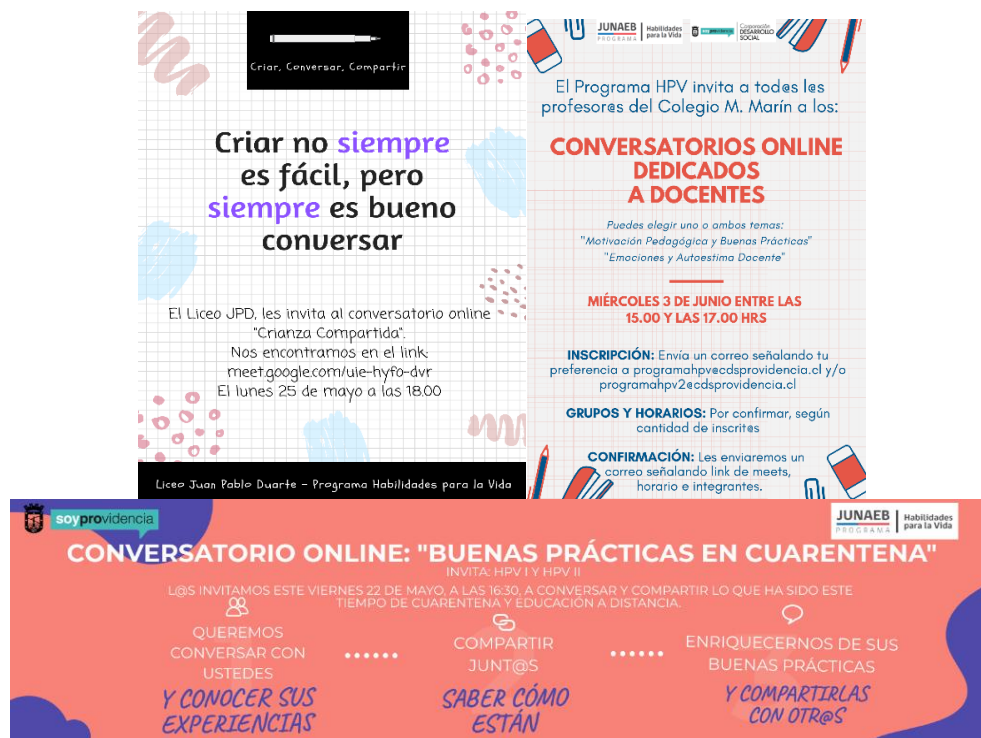 Criar, Conversar, Compartir
Criar no siempre
es fácil, pero
siempre es bueno
conversar
El Liceo JPD, les invita al conversatorio online
"Crianza Compartida".
Nos encontramos en el link:
meet.google.com/uie-hyfo-dvr
El lunes 25 de mayo a las 18.00
Liceo Juan Pablo Duarte - Programa Habilidades para la Vida
JUNAEB
PROGRAMA
Habilidades
para la Vida
soyprovidencia
Corporación
DESARROLLO
SOCIAL
El Programa HPV invita a tod@s l@s
profesor@s del Colegio M. Marín a los:
CONVERSATORIOS ONLINE
DEDICADOS
A DOCENTES
Puedes elegir uno o ambos temas:
"Motivación Pedagógica y Buenas Prácticas"
"Emociones y Autoestima Docente"
MIÉRCOLES 3 DE JUNIO ENTRE LAS
15.00 Y LAS 17.00 HRS
INSCRIPCIÓN: Envía un correo señalando tu
preferencia a programahpv@cdsprovidencia.cl y/o
programahpv2@cdsprovidencia.cl
GRUPOS Y HORARIOS: Por confirmar, según
cantidad de inscrit@s
CONFIRMACIÓN: Les enviaremos un
correo señalando link de meets,
horario e integrantes.
soyprovidencia
JUNAEB
PROGRAMA
Habilidades
para la Vida
CONVERSATORIO ONLINE: "BUENAS PRÁCTICAS EN CUARENTENA"
INVITA: HPV I Y HPV II
L@S INVITAMOS ESTE VIERNES 22 DE MAYO, A LAS 16:30, A CONVERSAR Y COMPARTIR LO QUE HA SIDO ESTE
TIEMPO DE CUARENTENA Y EDUCACIÓN A DISTANCIA.
QUEREMOS
CONVERSAR CON
USTEDES
Y CONOCER SUS
EXPERIENCIAS
COMPARTIR
JUNT@S
SABER CÓMO
ESTÁN
ENRIQUECERNOS DE SUS
BUENAS PRÁCTICAS
Y COMPARTIRLAS
CON OTR@S